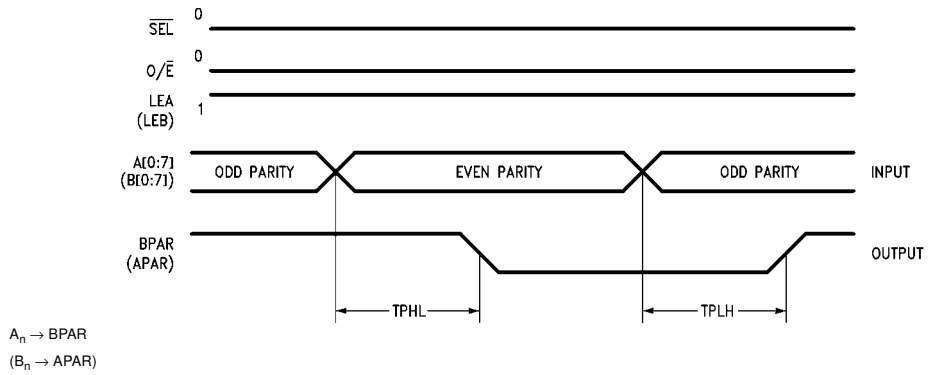 SEL 0
O/E 0
LEA
(LEB) 1
A[0:7]
(B[0:7]) ODD PARITY EVEN PARITY ODD PARITY INPUT
BPAR
(APAR) OUTPUT
TPHL TPLH
An → BPAR
(Bn → APAR)